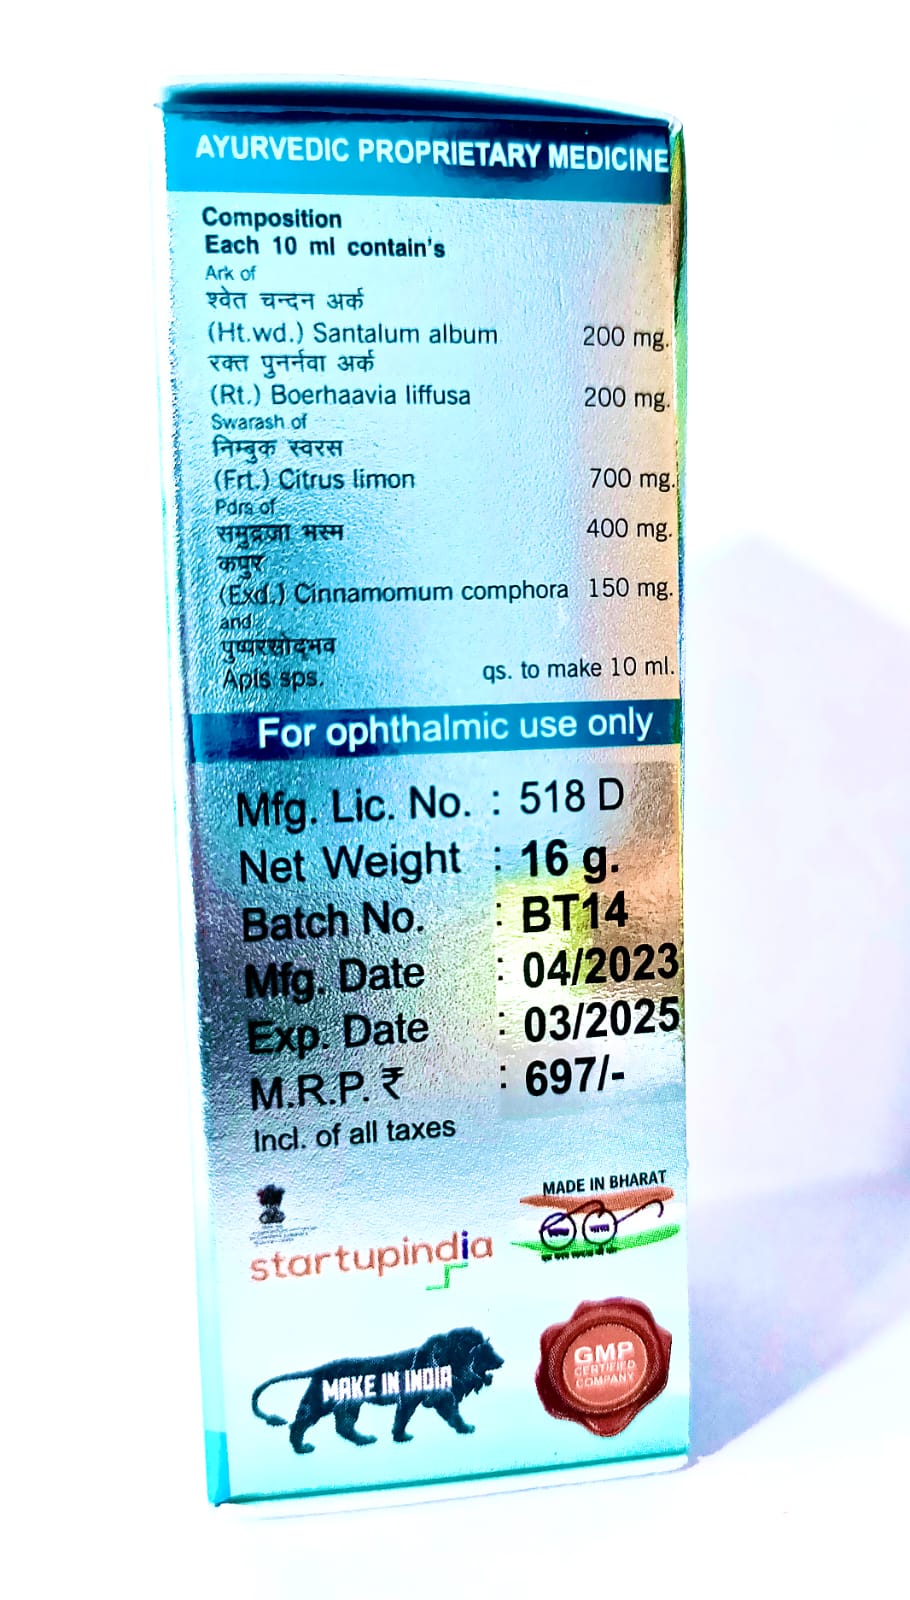 AYURVEDIC PROPRIETARY MEDICINE
Composition
Each 10 ml contain's
Ark of
श्वेत चन्दन अर्क
(Ht.wd.) Santalum album 200 mg.
रक्त पुनर्नवा अर्क
(Rt.) Boerhaavia liffusa 200 mg.
Swarash of
निम्बुक स्वरस
(Frt.) Citrus limon 700 mg.
Pdrs of
समुद्रजा भस्म 400 mg.
कपुर
(Exd.) Cinnamomum comphora 150 mg.
and
पुष्परसोद्भव
Apis sps. qs. to make 10 ml.
For ophthalmic use only
Mfg. Lic. No. : 518 D
Net Weight : 16 g.
Batch No. : BT14
Mfg. Date : 04/2023
Exp. Date : 03/2025
M.R.P. ₹ : 697/-
Incl. of all taxes
MADE IN BHARAT
startupindia
MAKE IN INDIA
GMP
CERTIFIED
COMPANY